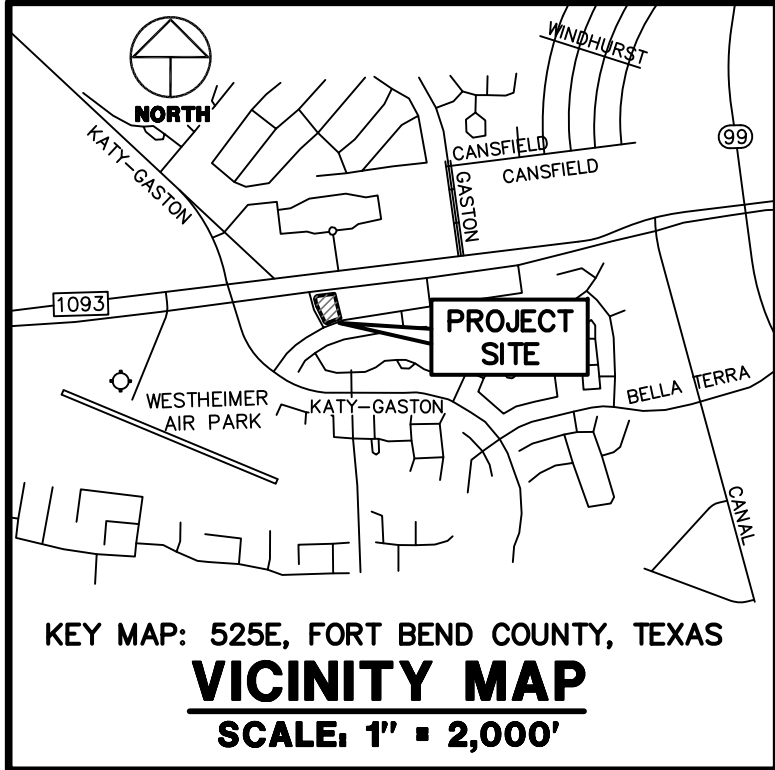 WINDHURST
NORTH
99
KATY-GASTON
CANSFIELD
CANSFIELD
GASTON
1093
PROJECT
SITE
WESTHEIMER
AIR PARK
KATY-GASTON
BELLA TERRA
CANAL
KEY MAP: 525E, FORT BEND COUNTY, TEXAS
VICINITY MAP
SCALE: 1" = 2,000'